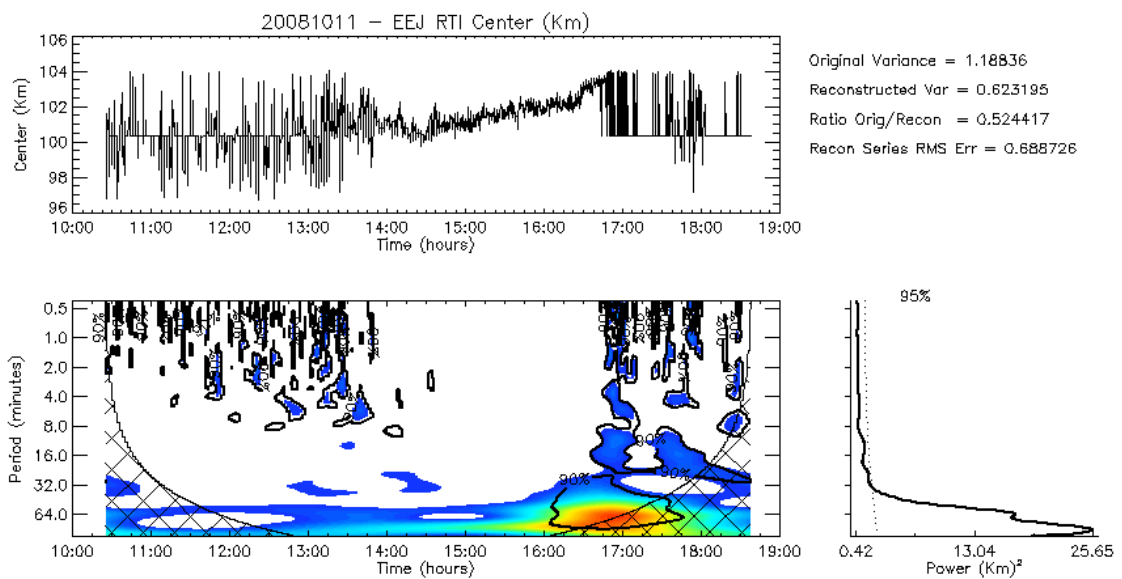 20081011 - EEJ RTI Center (Km)
106
104
102
100
98
96
Center (Km)
10:00 11:00 12:00 13:00 14:00 15:00 16:00 17:00 18:00 19:00
Time (hours)
Original Variance = 1.18836
Reconstructed Var = 0.623195
Ratio Orig/Recon = 0.524417
Recon Series RMS Err = 0.688726
0.5
1.0
2.0
4.0
8.0
16.0
32.0
64.0
Period (minutes)
90%
90%
90%
90%
10:00 11:00 12:00 13:00 14:00 15:00 16:00 17:00 18:00 19:00
Time (hours)
95%
0.42 13.04 25.65
Power (Km)²